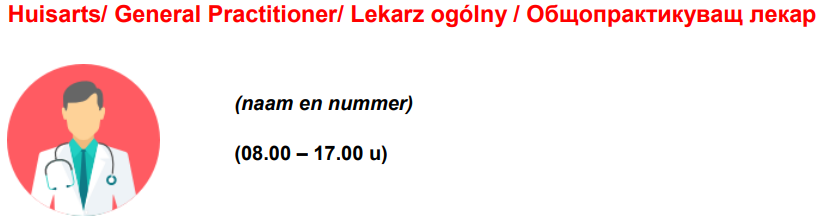 Huisarts/ General Practitioner/ Lekarz ogólny / Общопрактикуващ лекар
(naam en nummer)
(08.00 – 17.00 u)